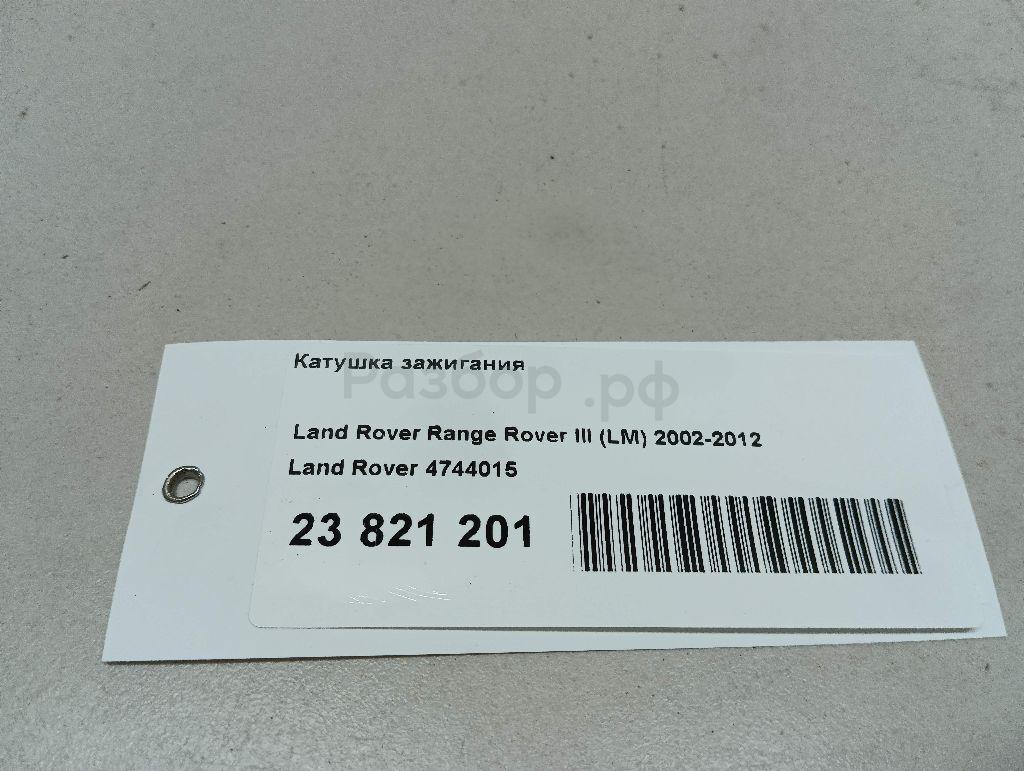 Катушка зажигания
Разбор.рф
Land Rover Range Rover III (LM) 2002-2012
Land Rover 4744015
23 821 201